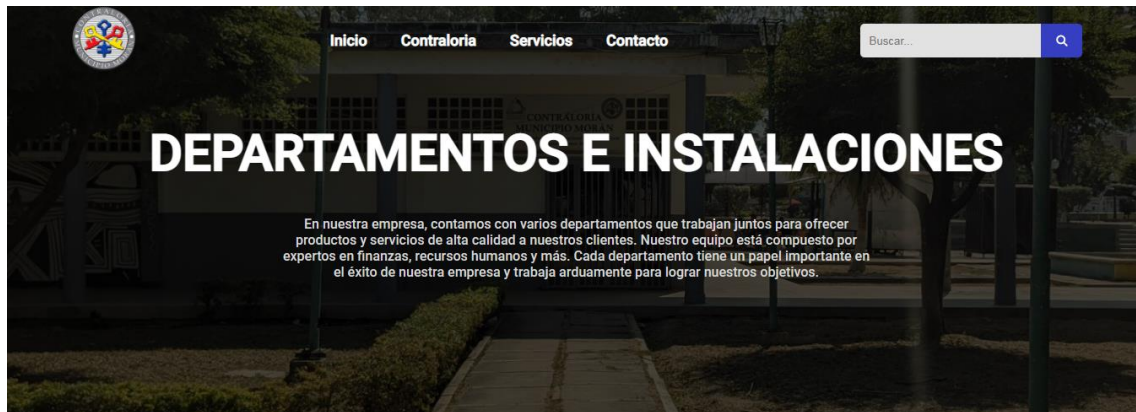 Inicio Contraloria Servicios Contacto
Buscar...
CONTRALORIA
MUNICIPIO MORÁN
DEPARTAMENTOS E INSTALACIONES
En nuestra empresa, contamos con varios departamentos que trabajan juntos para ofrecer
productos y servicios de alta calidad a nuestros clientes. Nuestro equipo está compuesto por
expertos en finanzas, recursos humanos y más. Cada departamento tiene un papel importante en
el éxito de nuestra empresa y trabaja arduamente para lograr nuestros objetivos.